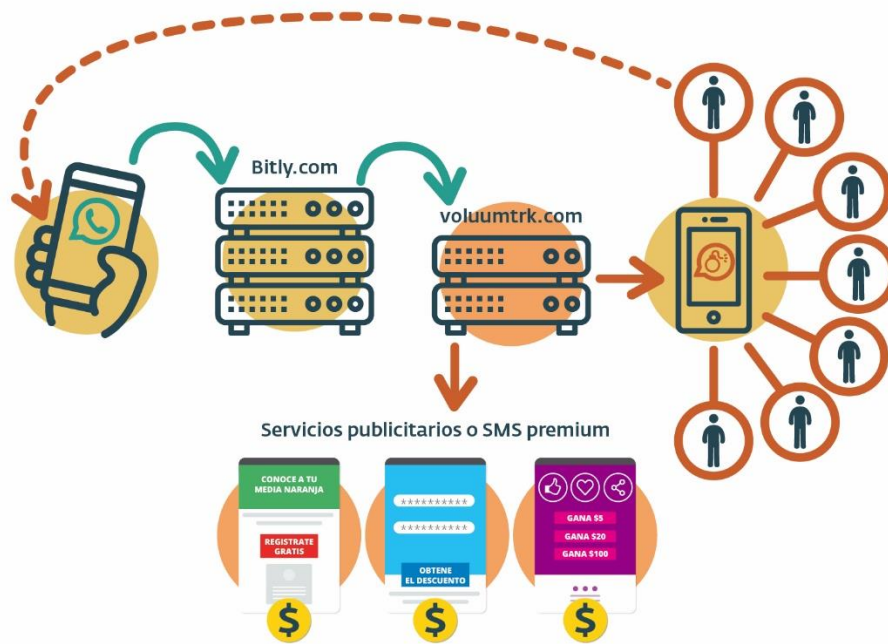 Bitly.com
voluumtrk.com
Servicios publicitarios o SMS premium
CONOCE A TU
MEDIA NARANJA
REGISTRATE
GRATIS
$
**********
**********
OBTENE
EL DESCUENTO
$
GANA $5
GANA $20
GANA $100
$